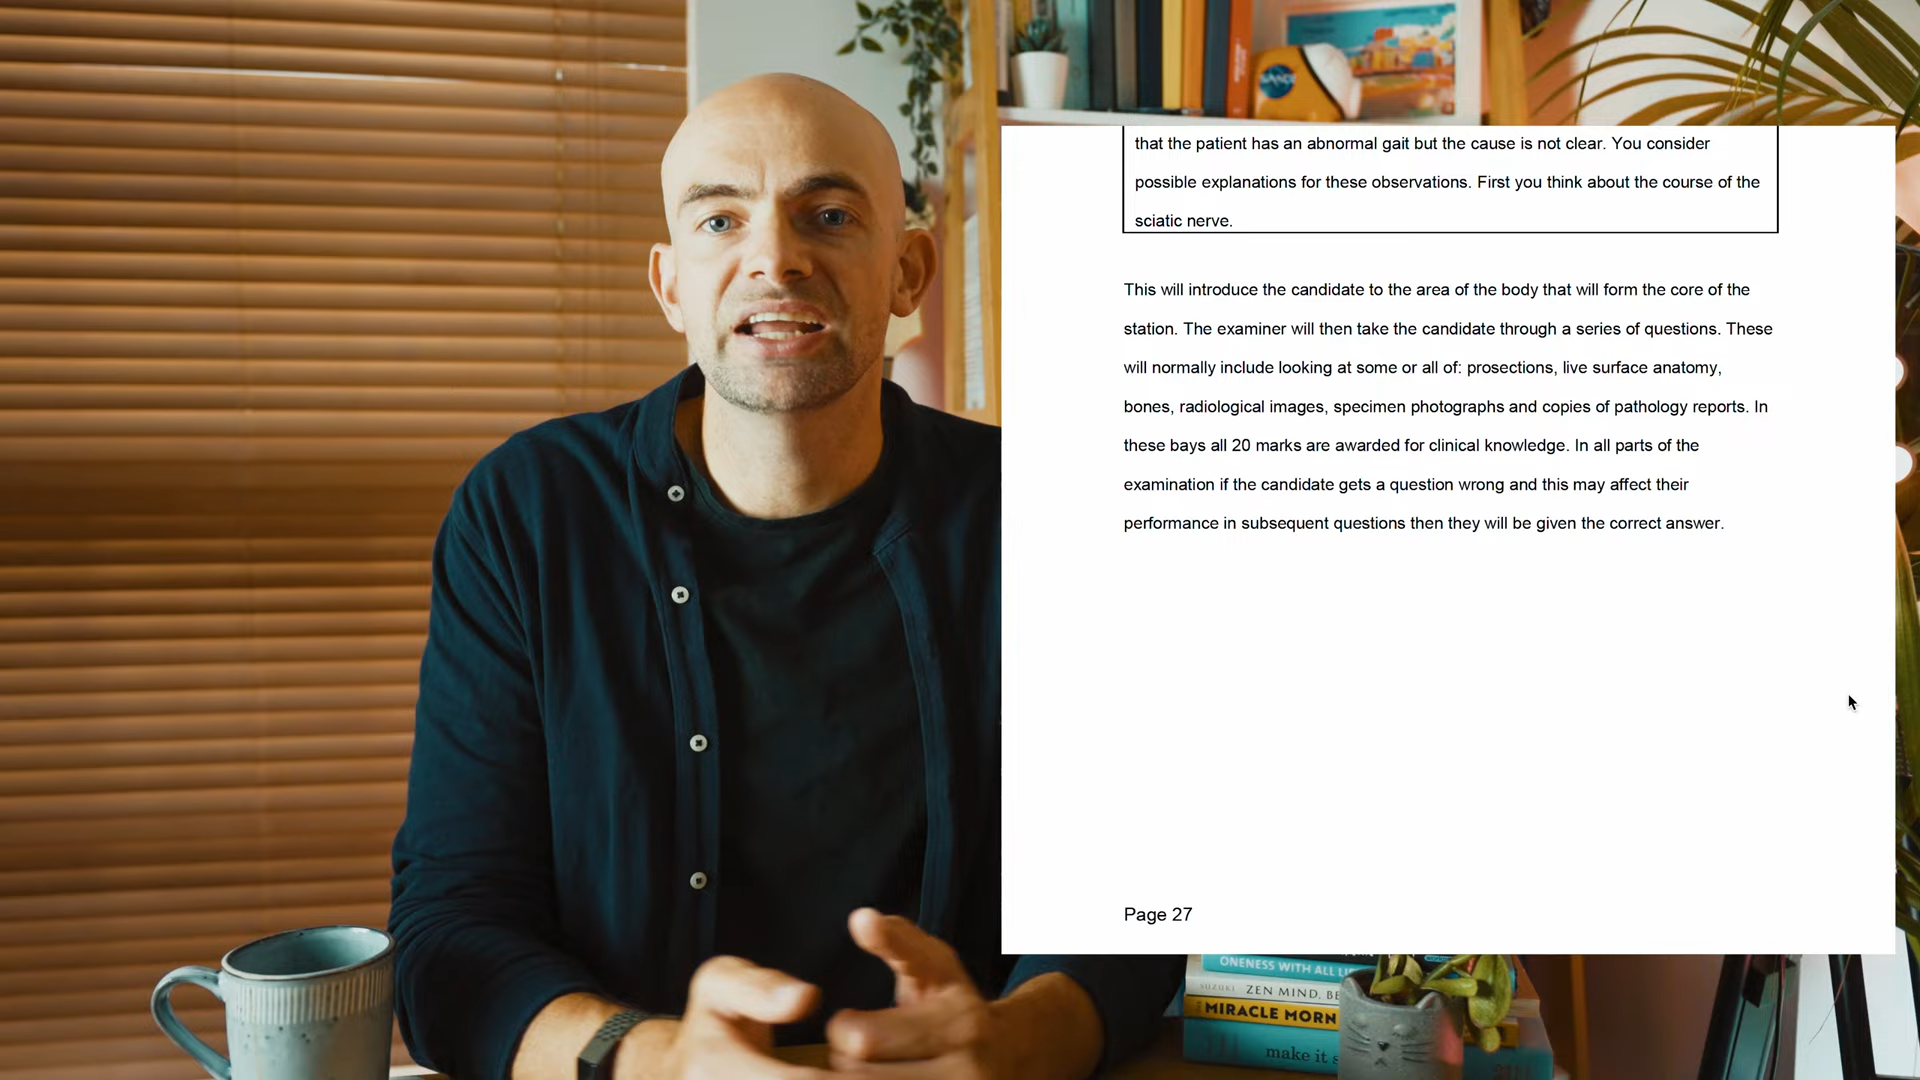 that the patient has an abnormal gait but the cause is not clear. You consider
possible explanations for these observations. First you think about the course of the
sciatic nerve.
This will introduce the candidate to the area of the body that will form the core of the
station. The examiner will then take the candidate through a series of questions. These
will normally include looking at some or all of: prosections, live surface anatomy,
bones, radiological images, specimen photographs and copies of pathology reports. In
these bays all 20 marks are awarded for clinical knowledge. In all parts of the
examination if the candidate gets a question wrong and this may affect their
performance in subsequent questions then they will be given the correct answer.
Page 27
ONENESS WITH ALL
SUZUKI ZEN MIND, BE
MIRACLE MORN
make it s